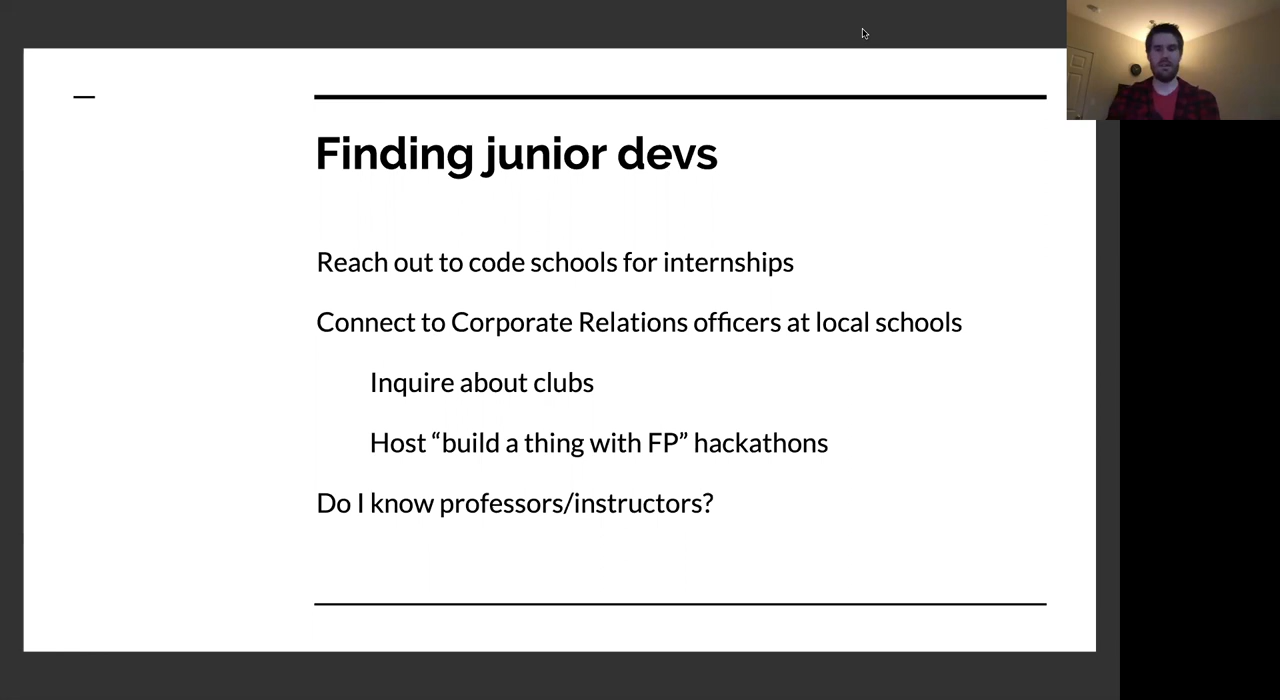 Finding junior devs
Reach out to code schools for internships
Connect to Corporate Relations officers at local schools
Inquire about clubs
Host “build a thing with FP” hackathons
Do I know professors/instructors?